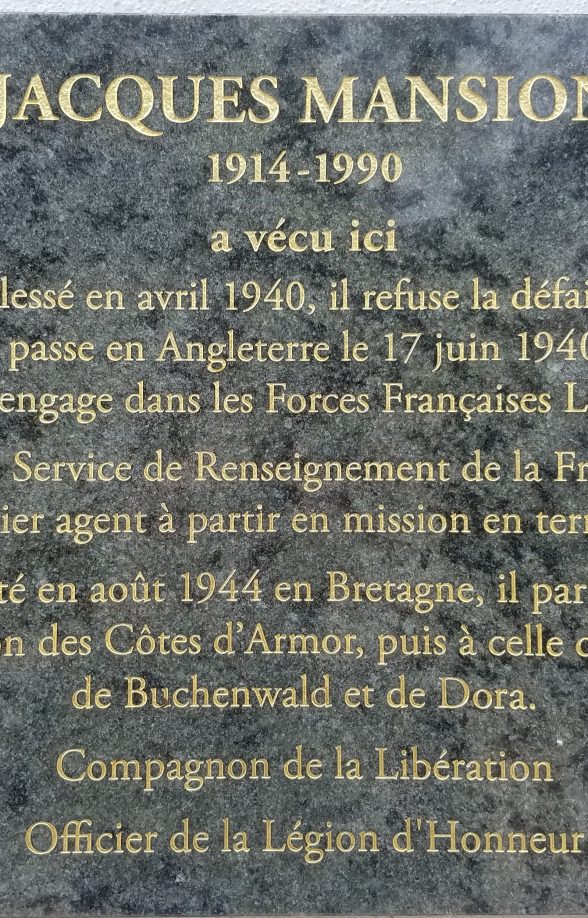 JACQUES MANSION
1914-1990
a vécu ici
lessé en avril 1940, il refuse la défai
passe en Angleterre le 17 juin 1940
engage dans les Forces Françaises L
Service de Renseignement de la Fr
ier agent à partir en mission en terr
té en août 1944 en Bretagne, il par
on des Côtes d'Armor, puis à celle d
de Buchenwald et de Dora.
Compagnon de la Libération
Officier de la Légion d'Honneur